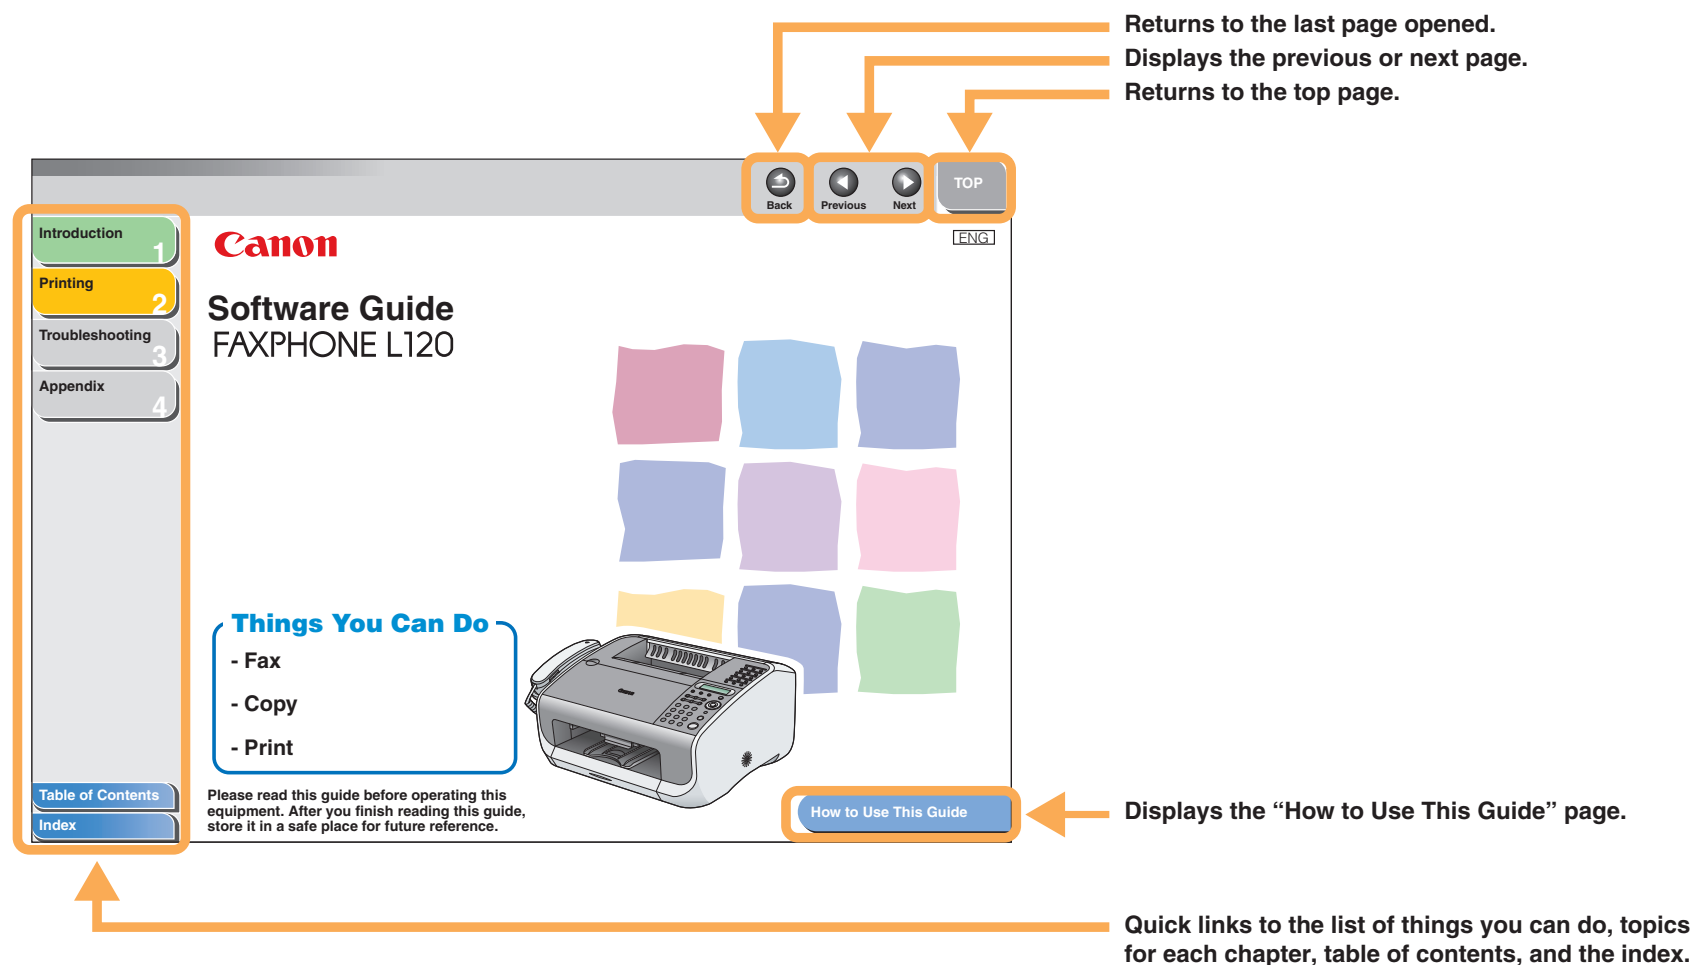 Returns to the last page opened.
Displays the previous or next page.
Returns to the top page.
Back
Previous
Next
TOP
Introduction
1
Printing
2
Troubleshooting
3
Appendix
4
Canon
ENG
Software Guide
FAXPHONE L120
Things You Can Do
- Fax
- Copy
- Print
Canon
Please read this guide before operating this
equipment. After you finish reading this guide,
store it in a safe place for future reference.
Table of Contents
Index
How to Use This Guide
Displays the “How to Use This Guide” page.
Quick links to the list of things you can do, topics
for each chapter, table of contents, and the index.